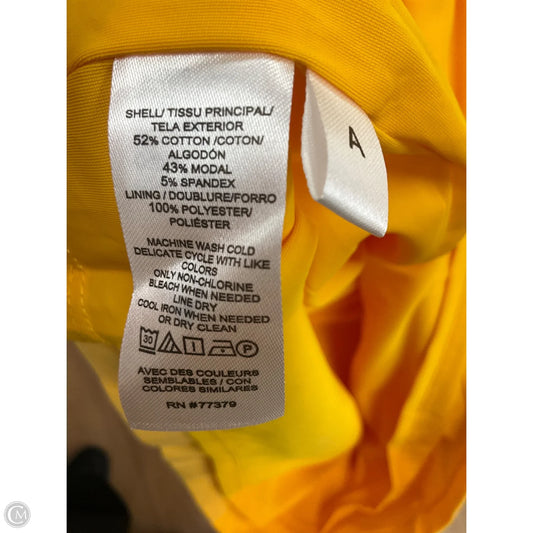 SHELL/ TISSU PRINCIPAL/
TELA EXTERIOR
52% COTTON /COTON/
ALGODÓN
43% MODAL
5% SPANDEX
LINING / DOUBLURE/FORRO
100% POLYESTER/
POLIÉSTER
MACHINE WASH COLD
DELICATE CYCLE WITH LIKE
COLORS
ONLY NON-CHLORINE
BLEACH WHEN NEEDED
LINE DRY
COOL IRON WHEN NEEDED
OR DRY CLEAN
30 P
AVEC DES COULEURS
SEMBLABLES / CON
COLORES SIMILARES
RN #77379
A
CM